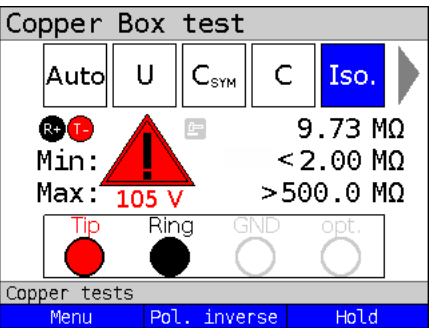 Copper Box test
Auto U CSYM C Iso.
R+ T- 9.73 MΩ
Min: <2.00 MΩ
Max: 105 V >500.0 MΩ
Tip Ring GND opt.
Copper tests
Menu Pol. inverse Hold